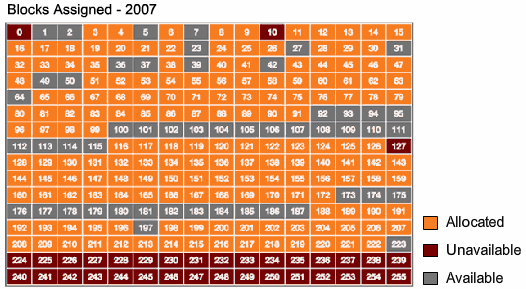 Blocks Assigned - 2007
0 1 2 3 4 5 6 7 8 9 10 11 12 13 14 15
16 17 18 19 20 21 22 23 24 25 26 27 28 29 30 31
32 33 34 35 36 37 38 39 40 41 42 43 44 45 46 47
48 49 50 51 52 53 54 55 56 57 58 59 60 61 62 63
64 65 66 67 68 69 70 71 72 73 74 75 76 77 78 79
80 81 82 83 84 85 86 87 88 89 90 91 92 93 94 95
96 97 98 99 100 101 102 103 104 105 106 107 108 109 110 111
112 113 114 115 116 117 118 119 120 121 122 123 124 125 126 127
128 129 130 131 132 133 134 135 136 137 138 139 140 141 142 143
144 145 146 147 148 149 150 151 152 153 154 155 156 157 158 159
160 161 162 163 164 165 166 167 168 169 170 171 172 173 174 175
176 177 178 179 180 181 182 183 184 185 186 187 188 189 190 191
192 193 194 195 196 197 198 199 200 201 202 203 204 205 206 207
208 209 210 211 212 213 214 215 216 217 218 219 220 221 222 223
224 225 226 227 228 229 230 231 232 233 234 235 236 237 238 239
240 241 242 243 244 245 246 247 248 249 250 251 252 253 254 255
Allocated
Unavailable
Available